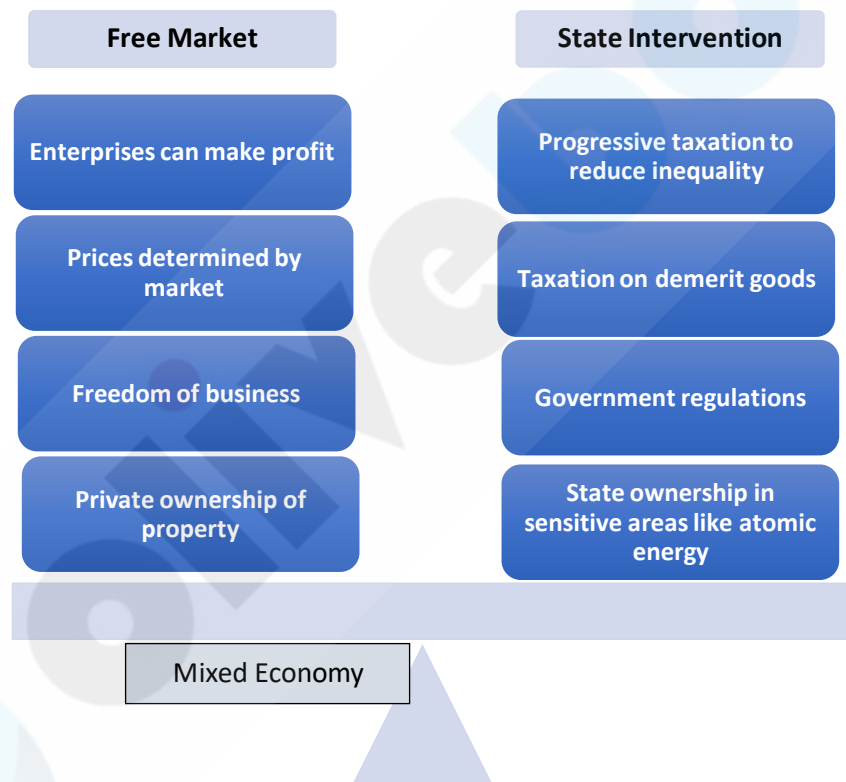 Free Market
Enterprises can make profit
Prices determined by
market
Freedom of business
Private ownership of
property
State Intervention
Progressive taxation to
reduce inequality
Taxation on demerit goods
Government regulations
State ownership in
sensitive areas like atomic
energy
Mixed Economy
olive